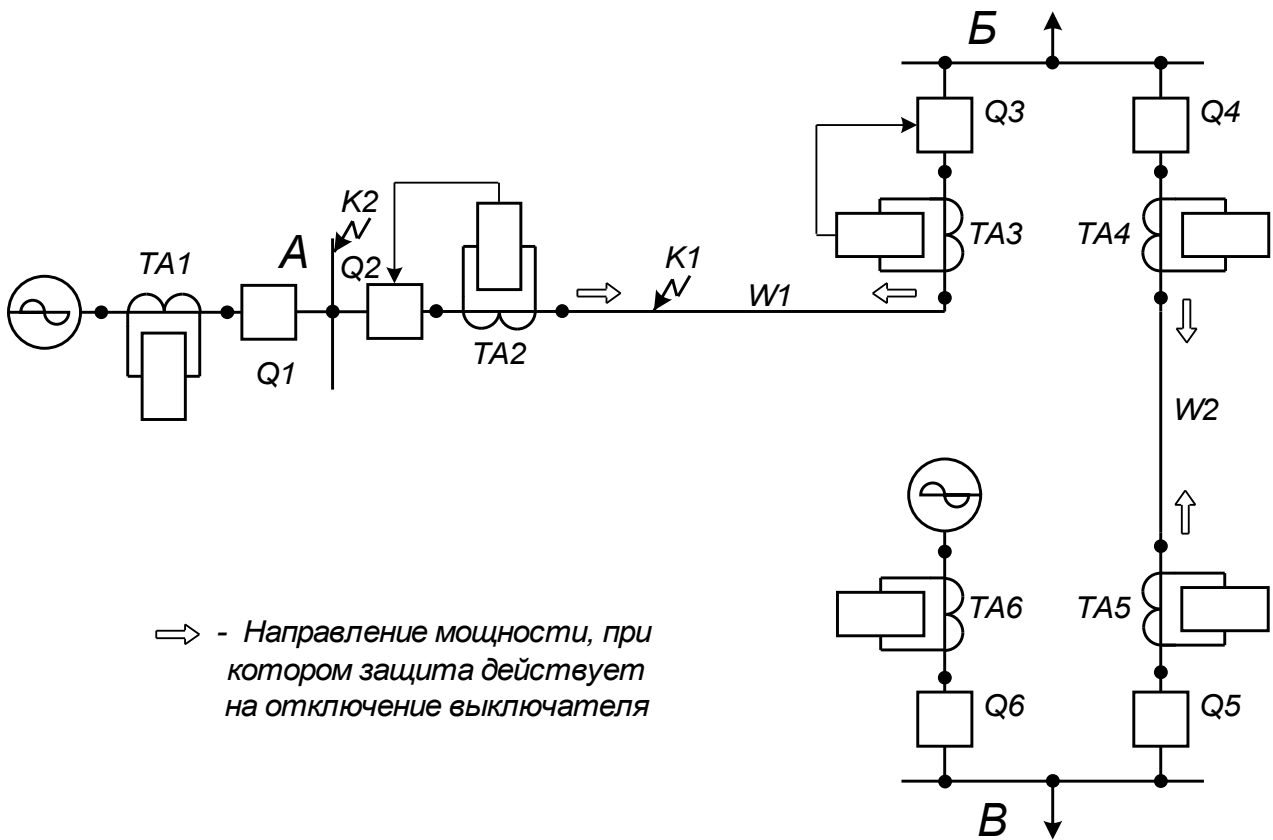 Б
Q3
Q4
K2
А
TA1
Q2
TA3
TA4
K1
W1
Q1
TA2
W2
TA6
TA5
- Направление мощности, при
котором защита действует
на отключение выключателя
Q6
Q5
В